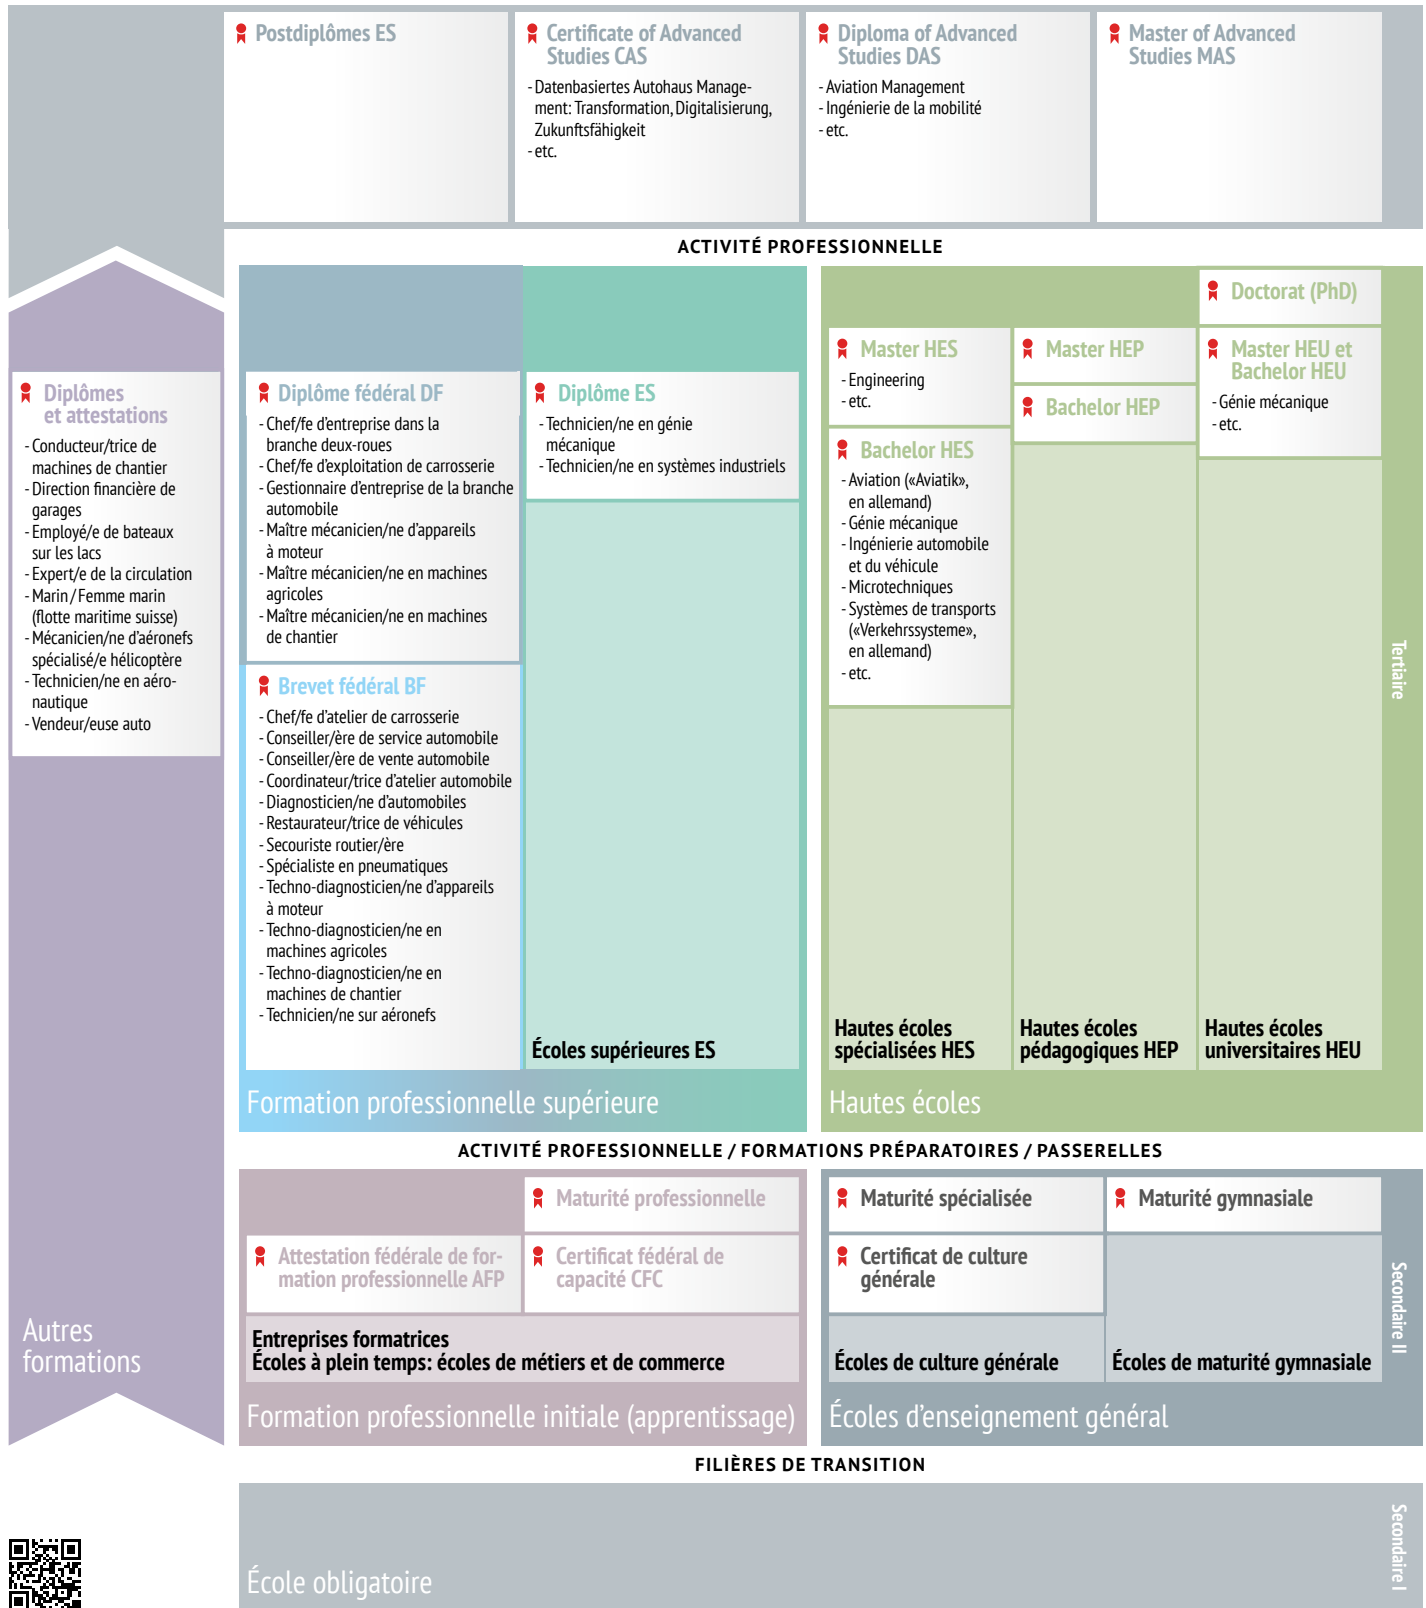 Postdiplômes ES
Certificate of Advanced
Studies CAS
- Datenbasiertes Autohaus Manage-
ment: Transformation, Digitalisierung,
Zukunftsfähigkeit
- etc.
Diploma of Advanced
Studies DAS
- Aviation Management
- Ingénierie de la mobilité
- etc.
Master of Advanced
Studies MAS
ACTIVITÉ PROFESSIONNELLE
Diplômes
et attestations
- Conducteur/trice de
machines de chantier
- Direction financière de
garages
- Employé/e de bateaux
sur les lacs
- Expert/e de la circulation
- Marin / Femme marin
(flotte maritime suisse)
- Mécanicien/ne d'aéronefs
spécialisé/e hélicoptère
- Technicien/ne en aéro-
nautique
- Vendeur/euse auto
Autres
formations
Diplôme fédéral DF
- Chef/fe d'entreprise dans la
branche deux-roues
- Chef/fe d'exploitation de carrosserie
- Gestionnaire d'entreprise de la branche
automobile
- Maître mécanicien/ne d'appareils
à moteur
- Maître mécanicien/ne en machines
agricoles
- Maître mécanicien/ne en machines
de chantier
Brevet fédéral BF
- Chef/fe d'atelier de carrosserie
- Conseiller/ère de service automobile
- Conseiller/ère de vente automobile
- Coordinateur/trice d'atelier automobile
- Diagnosticien/ne d'automobiles
- Restaurateur/trice de véhicules
- Secouriste routier/ère
- Spécialiste en pneumatiques
- Techno-diagnosticien/ne d'appareils
à moteur
- Techno-diagnosticien/ne en
machines agricoles
- Techno-diagnosticien/ne en
machines de chantier
- Technicien/ne sur aéronefs
Diplôme ES
- Technicien/ne en génie
mécanique
- Technicien/ne en systèmes industriels
Écoles supérieures ES
Formation professionnelle supérieure
Master HES
- Engineering
- etc.
Bachelor HES
- Aviation («Aviatik»,
en allemand)
- Génie mécanique
- Ingénierie automobile
et du véhicule
- Microtechniques
- Systèmes de transports
(«Verkehrssysteme»,
en allemand)
- etc.
Hautes écoles
spécialisées HES
Master HEP
Bachelor HEP
Hautes écoles
pédagogiques HEP
Doctorat (PhD)
Master HEU et
Bachelor HEU
- Génie mécanique
- etc.
Hautes écoles
universitaires HEU
Hautes écoles
Tertiaire
ACTIVITÉ PROFESSIONNELLE / FORMATIONS PRÉPARATOIRES / PASSERELLES
Maturité professionnelle
Attestation fédérale de for-
mation professionnelle AFP
Certificat fédéral de
capacité CFC
Entreprises formatrices
Écoles à plein temps: écoles de métiers et de commerce
Formation professionnelle initiale (apprentissage)
Maturité spécialisée
Certificat de culture
générale
Écoles de culture générale
Maturité gymnasiale
Écoles de maturité gymnasiale
Écoles d'enseignement général
Secondaire II
FILIÈRES DE TRANSITION
École obligatoire
Secondaire I